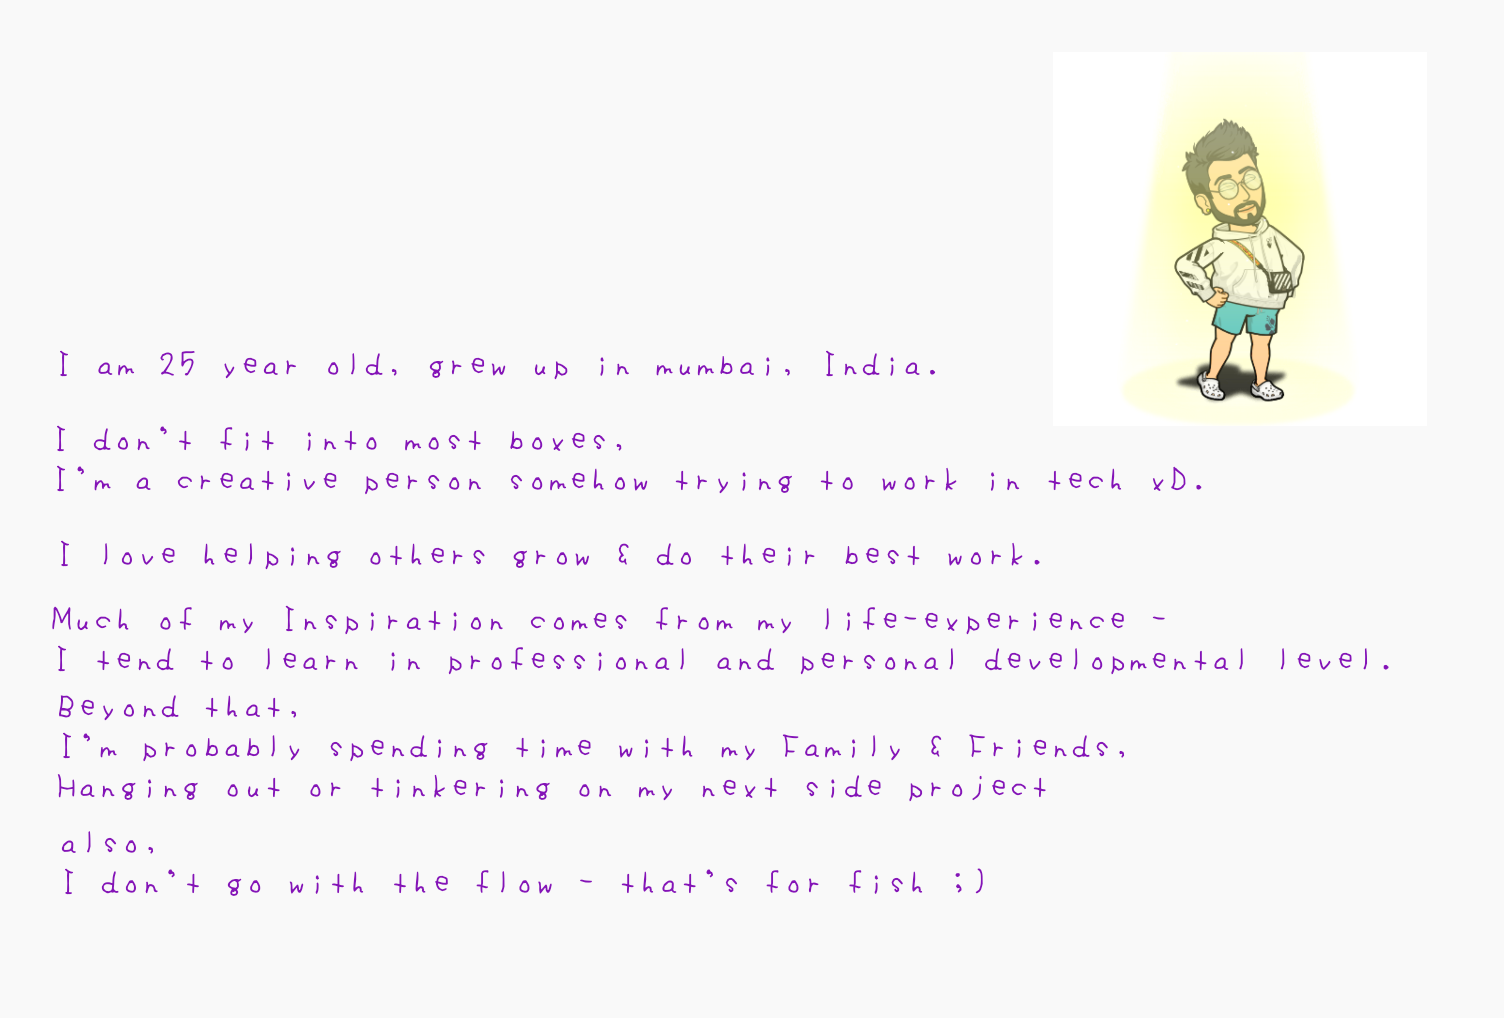 I am 25 year old, grew up in mumbai, India.
I don't fit into most boxes,
I'm a creative person somehow trying to work in tech xD.
I love helping others grow & do their best work.
Much of my Inspiration comes from my life-experience -
I tend to learn in professional and personal developmental level.
Beyond that,
I'm probably spending time with my Family & Friends,
Hanging out or tinkering on my next side project
also,
I don't go with the flow - that's for fish ;)